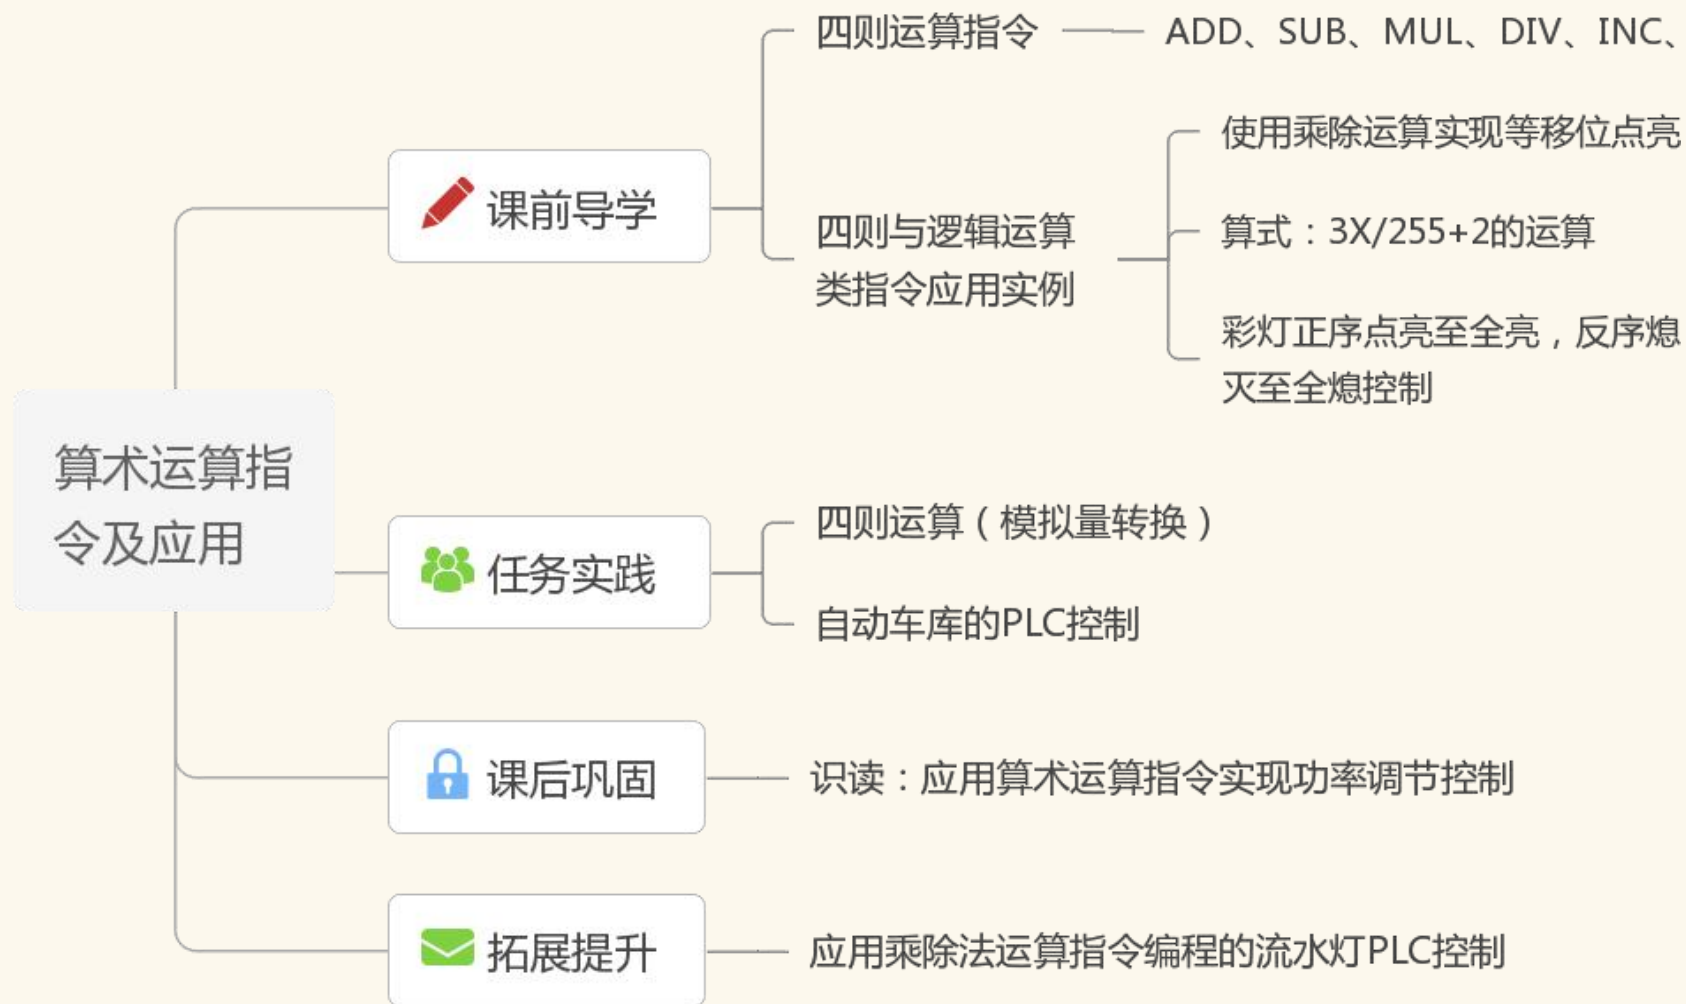 算术运算指
令及应用
课前导学
四则运算指令
ADD、SUB、MUL、DIV、INC、
四则与逻辑运算
类指令应用实例
使用乘除运算实现等移位点亮
算式：3X/255+2的运算
彩灯正序点亮至全亮，反序熄
灭至全熄控制
任务实践
四则运算（模拟量转换）
自动车库的PLC控制
课后巩固
识读：应用算术运算指令实现功率调节控制
拓展提升
应用乘除法运算指令编程的流水灯PLC控制